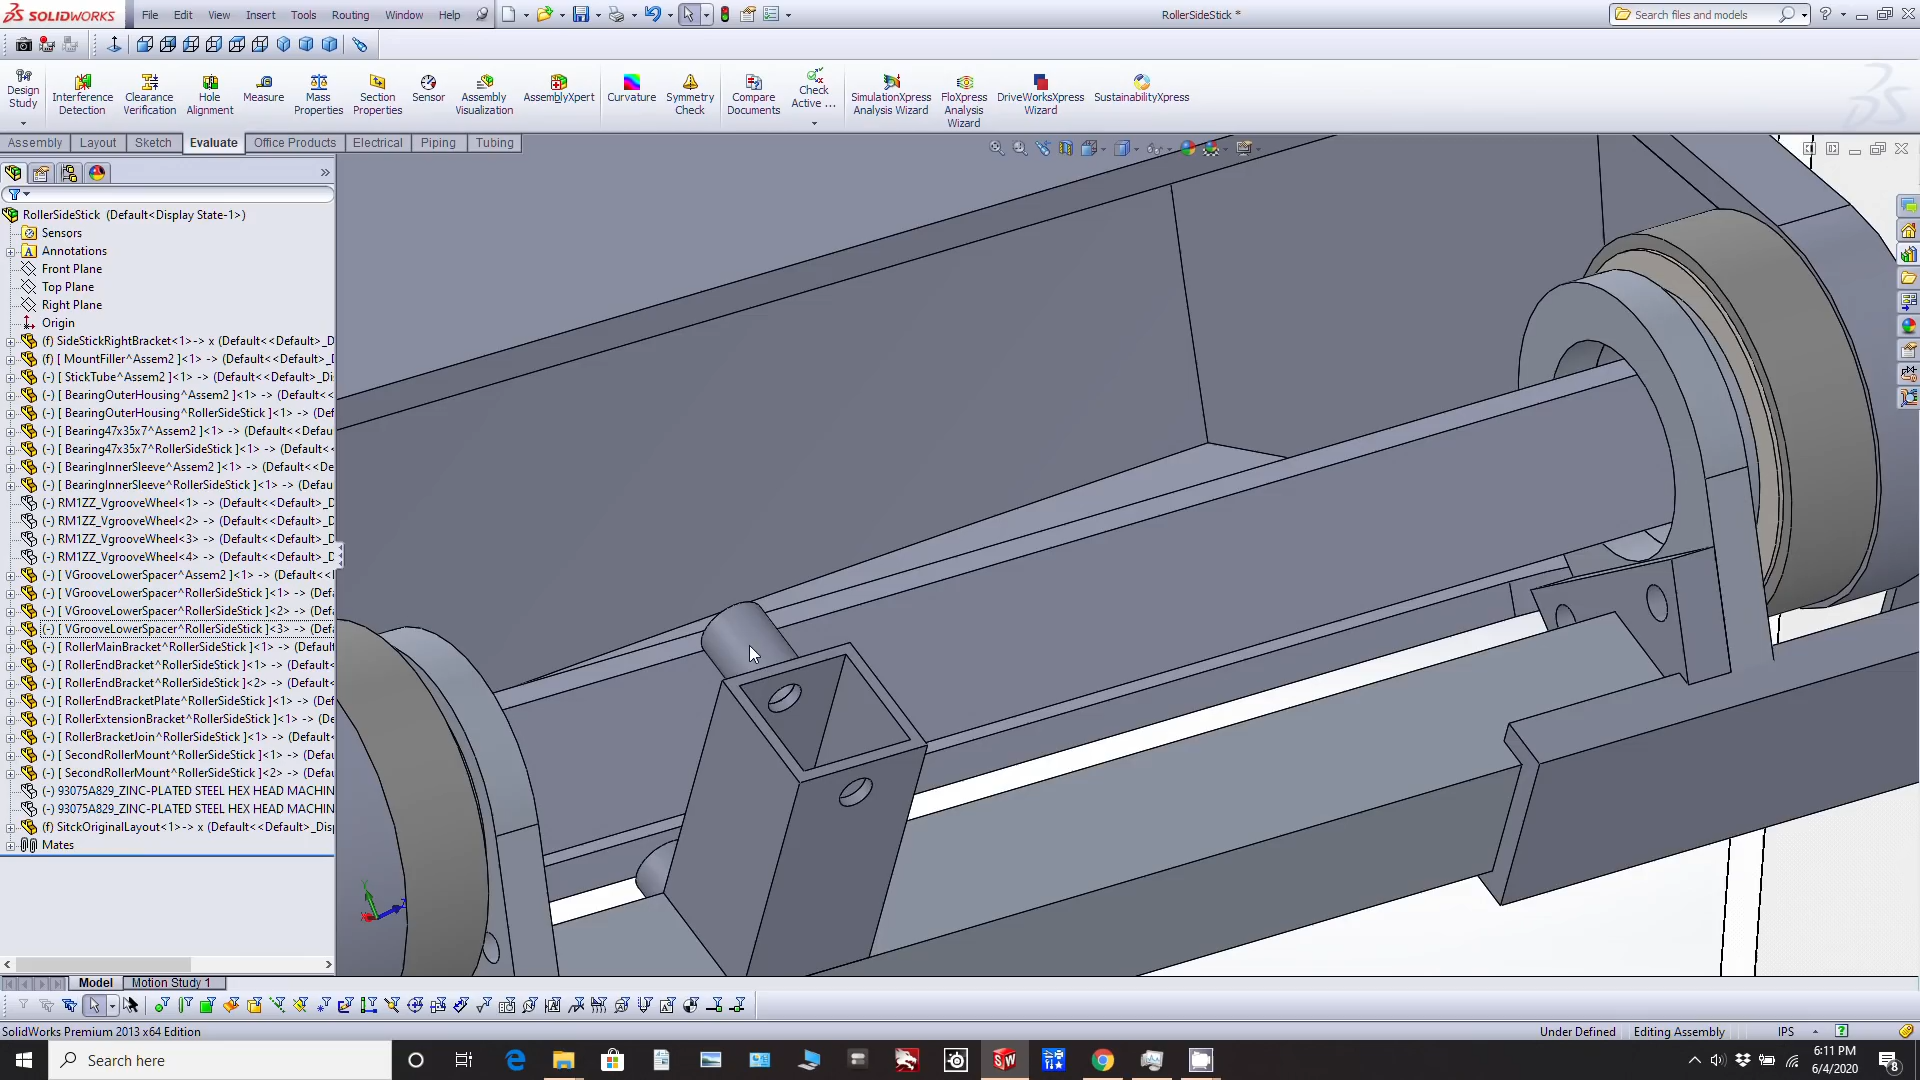 SOLIDWORKS File Edit View Insert Tools Routing Window Help RollerSideStick * Search files and models
Design Study
Interference Detection
Clearance Verification
Hole Alignment
Measure
Mass Properties
Section Properties
Sensor
Assembly Visualization
AssemblyXpert
Curvature
Symmetry Check
Compare Documents
Check Active ...
SimulationXpress Analysis Wizard
FloXpress Analysis Wizard
DriveWorksXpress Wizard
SustainabilityXpress
Assembly Layout Sketch Evaluate Office Products Electrical Piping Tubing
RollerSideStick (Default<Display State-1>)
Sensors
Annotations
Front Plane
Top Plane
Right Plane
Origin
(f) SideStickRightBracket<1>-> x (Default<<Default>_D
(f) [ MountFiller^Assem2 ]<1> -> (Default<<Default>_D
(-) [ StickTube^Assem2 ]<1> -> (Default<<Default>_Di
(-) [ BearingOuterHousing^Assem2 ]<1> -> (Default<<
(-) [ BearingOuterHousing^RollerSideStick ]<1> -> (Def
(-) [ Bearing47x35x7^Assem2 ]<1> -> (Default<<Defau
(-) [ Bearing47x35x7^RollerSideStick ]<1> -> (Default<<
(-) [ BearingInnerSleeve^Assem2 ]<1> -> (Default<<De
(-) [ BearingInnerSleeve^RollerSideStick ]<1> -> (Defau
(-) RM1ZZ_VgrooveWheel<1> -> (Default<<Default>_D
(-) RM1ZZ_VgrooveWheel<2> -> (Default<<Default>_D
(-) RM1ZZ_VgrooveWheel<3> -> (Default<<Default>_D
(-) RM1ZZ_VgrooveWheel<4> -> (Default<<Default>_D
(-) [ VGrooveLowerSpacer^Assem2 ]<1> -> (Default<<
(-) [ VGrooveLowerSpacer^RollerSideStick ]<1> -> (Defa
(-) [ VGrooveLowerSpacer^RollerSideStick ]<2> -> (Defa
(-) [ VGrooveLowerSpacer^RollerSideStick ]<3> -> (Defa
(-) [ RollerMainBracket^RollerSideStick ]<1> -> (Default
(-) [ RollerEndBracket^RollerSideStick ]<1> -> (Default<
(-) [ RollerEndBracket^RollerSideStick ]<2> -> (Default<
(-) [ RollerEndBracketPlate^RollerSideStick ]<1> -> (Def
(-) [ RollerExtensionBracket^RollerSideStick ]<1> -> (De
(-) [ RollerBracketJoin^RollerSideStick ]<1> -> (Default
(-) [ SecondRollerMount^RollerSideStick ]<1> -> (Defau
(-) [ SecondRollerMount^RollerSideStick ]<2> -> (Defau
(-) 93075A829_ZINC-PLATED STEEL HEX HEAD MACHIN
(-) 93075A829_ZINC-PLATED STEEL HEX HEAD MACHIN
(f) SitckOriginalLayout<1>-> x (Default<<Default>_Disp
Mates
Model Motion Study 1
SolidWorks Premium 2013 x64 Edition Under Defined Editing Assembly IPS
Search here
6:11 PM
6/4/2020
8